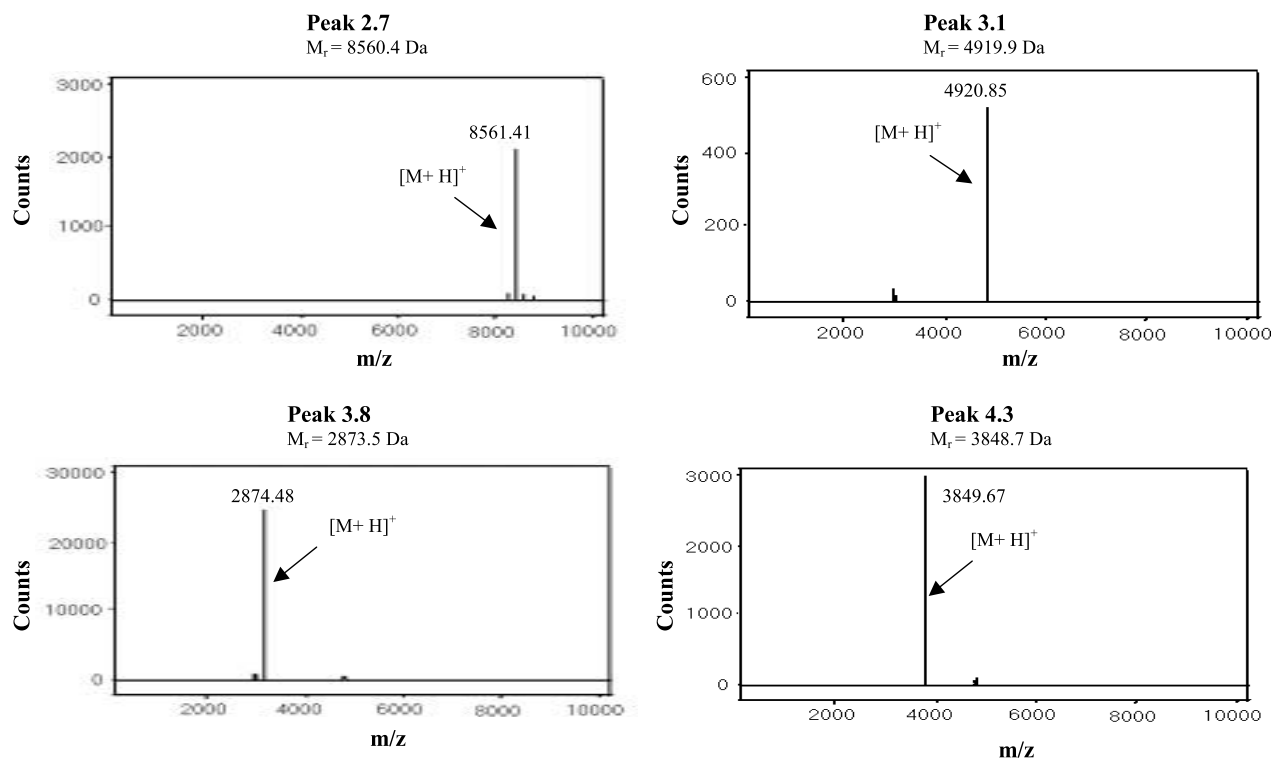 Peak 2.7
Mr = 8560.4 Da
3000
2000
1000
0
Counts
8561.41
[M+ H]+
2000
4000
6000
8000
10000
m/z
Peak 3.1
Mr = 4919.9 Da
600
400
200
0
Counts
4920.85
[M+ H]+
2000
4000
6000
8000
10000
m/z
Peak 3.8
Mr = 2873.5 Da
30000
20000
10000
0
Counts
2874.48
[M+ H]+
2000
4000
6000
8000
10000
m/z
Peak 4.3
Mr = 3848.7 Da
3000
2000
1000
0
Counts
3849.67
[M+ H]+
2000
4000
6000
8000
10000
m/z